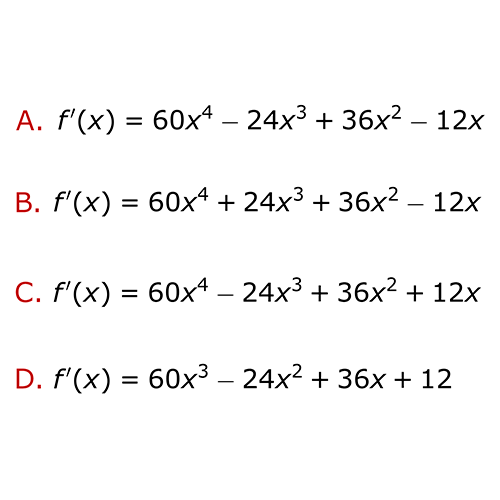 A. f′(x) = 60x⁴ – 24x³ + 36x² – 12x
B. f′(x) = 60x⁴ + 24x³ + 36x² – 12x
C. f′(x) = 60x⁴ – 24x³ + 36x² + 12x
D. f′(x) = 60x³ – 24x² + 36x + 12